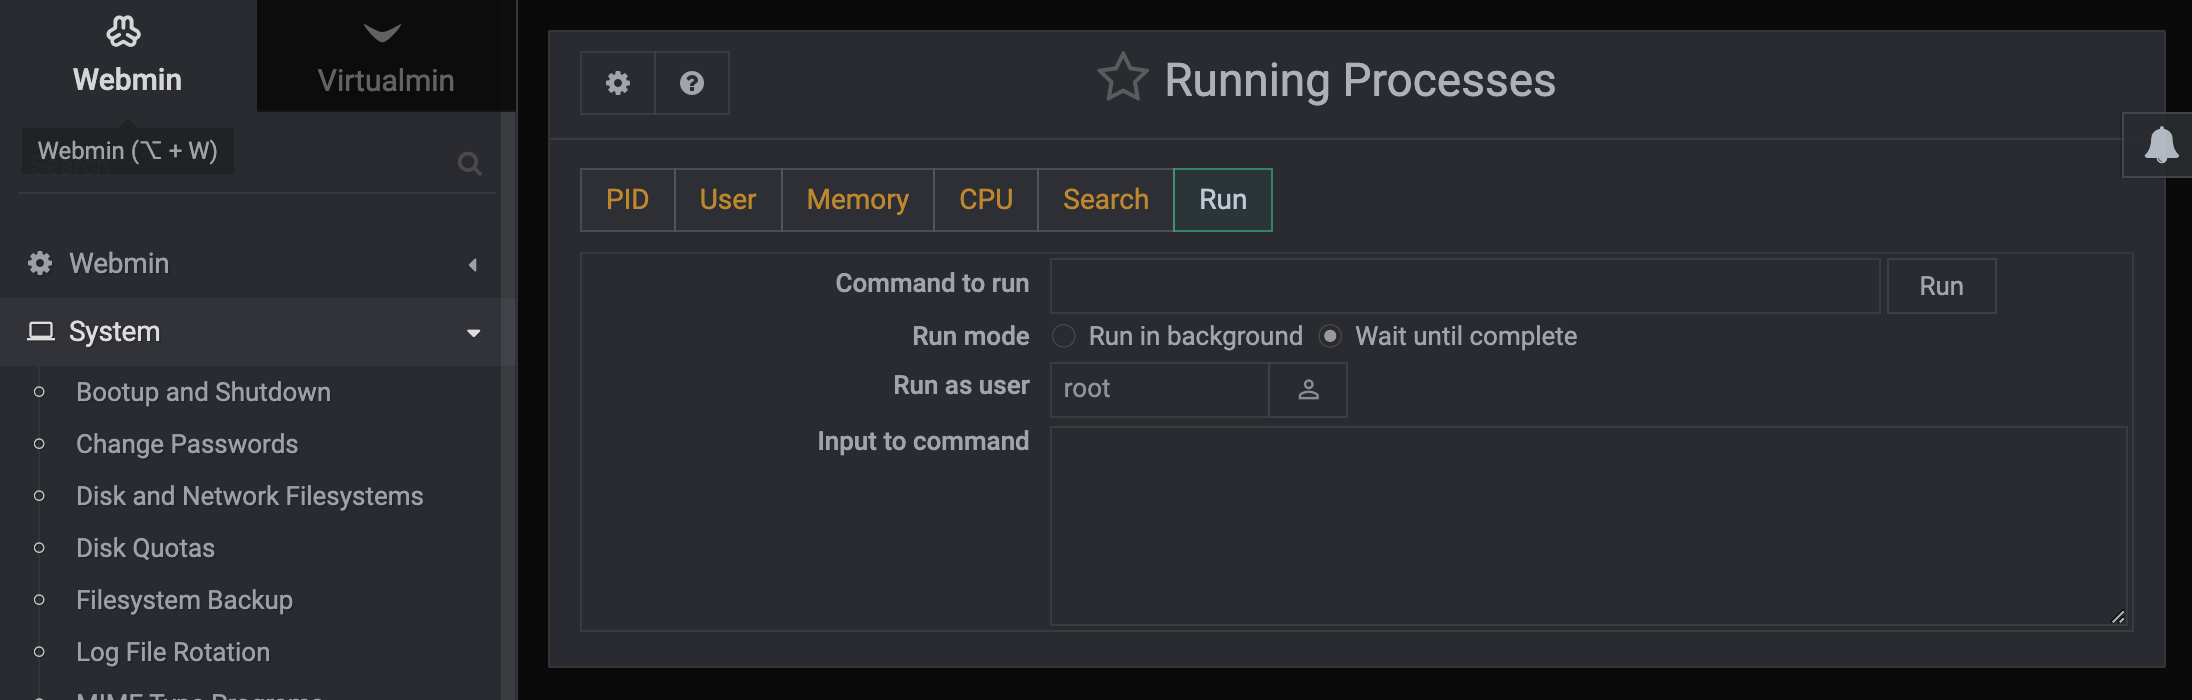 Webmin
Virtualmin
Webmin (⌥ + W)
Webmin
System
Bootup and Shutdown
Change Passwords
Disk and Network Filesystems
Disk Quotas
Filesystem Backup
Log File Rotation
Running Processes
PID User Memory CPU Search Run
Command to run Run
Run mode Run in background Wait until complete
Run as user root
Input to command